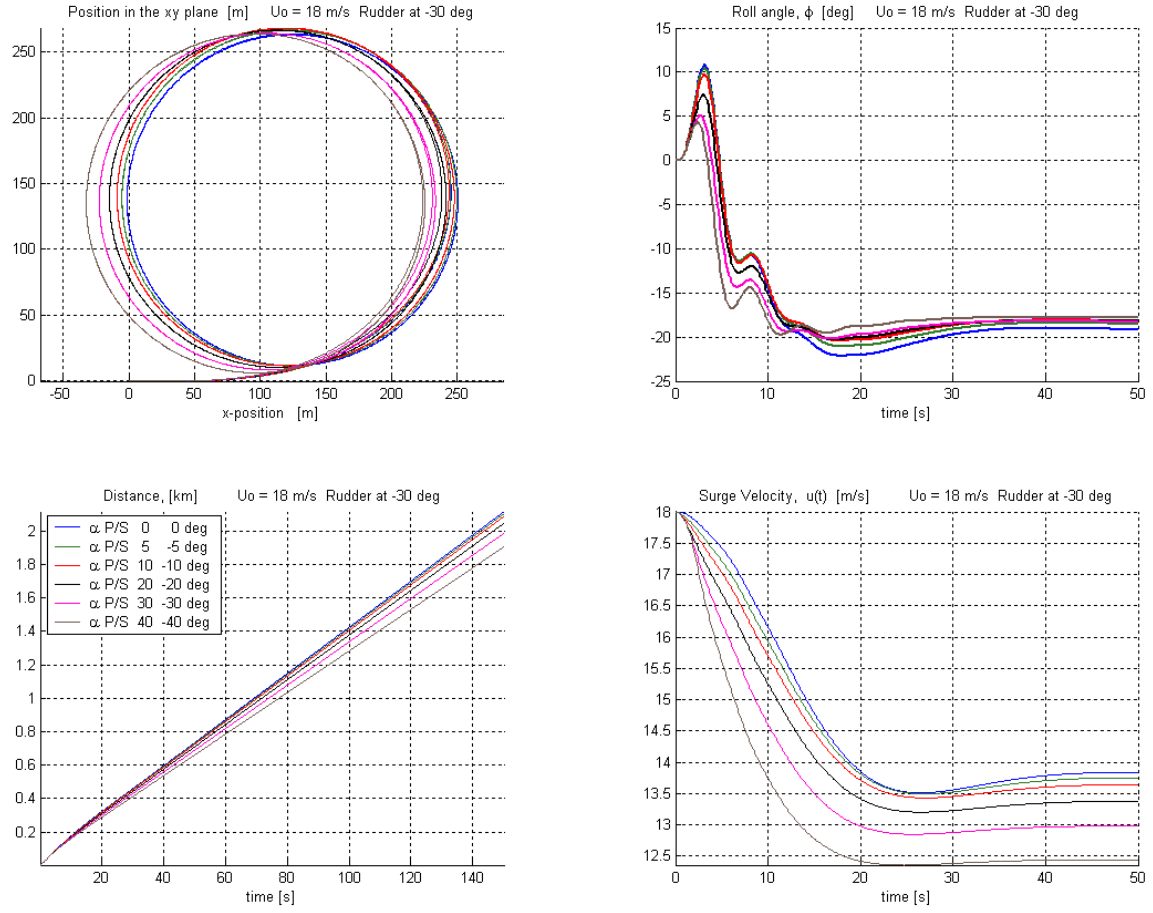 Position in the xy plane [m] Uo = 18 m/s Rudder at -30 deg
250
200
150
100
50
0
-50 0 50 100 150 200 250
x-position [m]
Roll angle, ϕ [deg] Uo = 18 m/s Rudder at -30 deg
15
10
5
0
-5
-10
-15
-20
-25
0 10 20 30 40 50
time [s]
Distance, [km] Uo = 18 m/s Rudder at -30 deg
α P/S 0 0 deg
α P/S 5 -5 deg
α P/S 10 -10 deg
α P/S 20 -20 deg
α P/S 30 -30 deg
α P/S 40 -40 deg
2
1.8
1.6
1.4
1.2
1
0.8
0.6
0.4
0.2
20 40 60 80 100 120 140
time [s]
Surge Velocity, u(t) [m/s] Uo = 18 m/s Rudder at -30 deg
18
17.5
17
16.5
16
15.5
15
14.5
14
13.5
13
12.5
0 10 20 30 40 50
time [s]